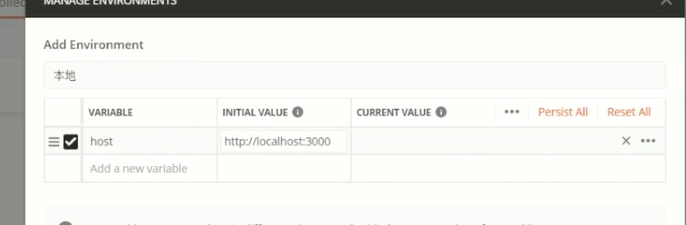 MANAGE ENVIRONMENTS
Add Environment
本地
VARIABLE INITIAL VALUE CURRENT VALUE ••• Persist All Reset All
host http://localhost:3000
Add a new variable